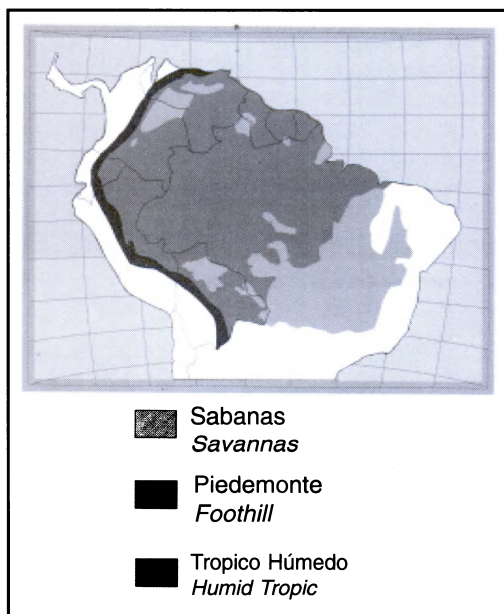 Sabanas
Savannas
Piedemonte
Foothill
Tropico Húmedo
Humid Tropic